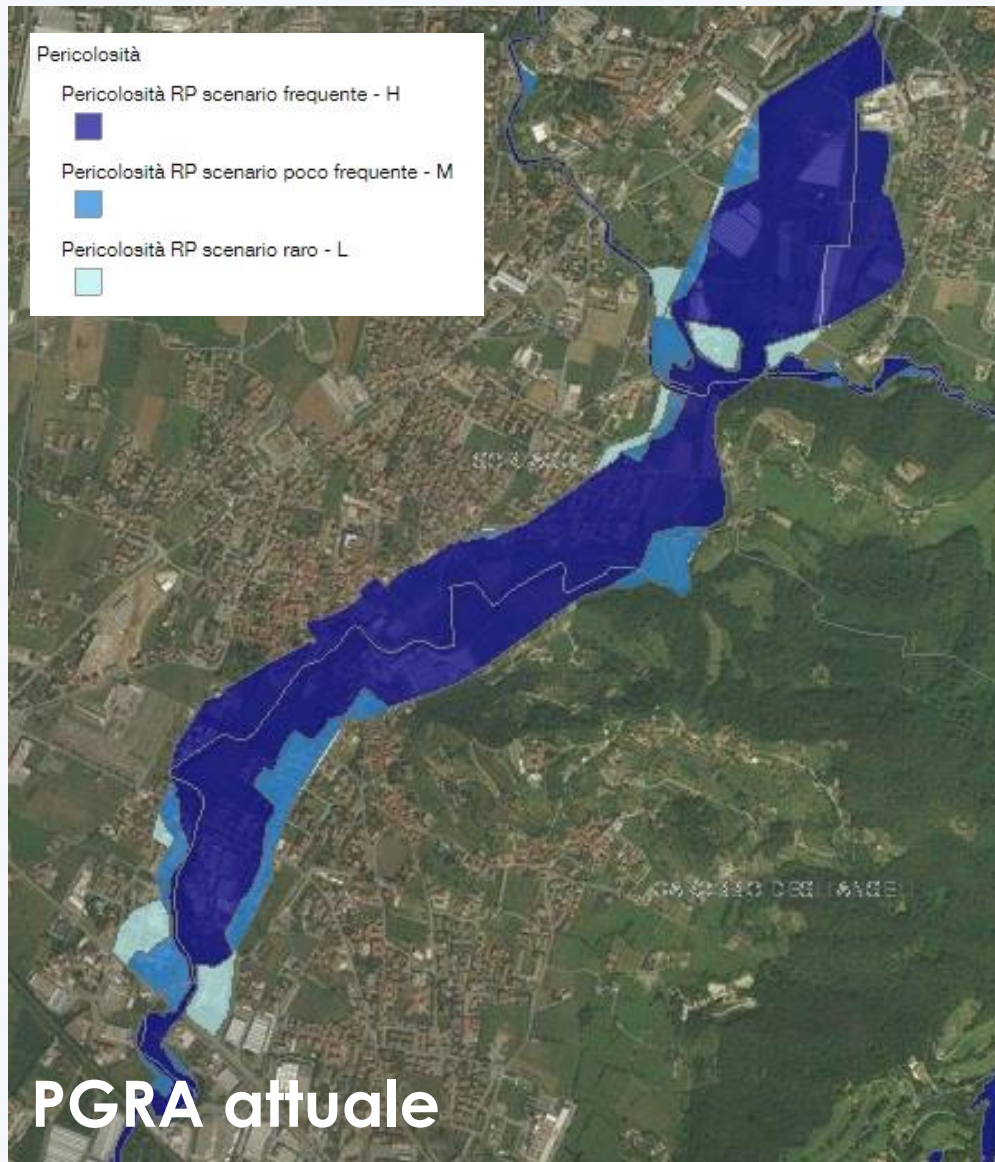 Pericolosità
Pericolosità RP scenario frequente - H
Pericolosità RP scenario poco frequente - M
Pericolosità RP scenario raro - L
PGRA attuale